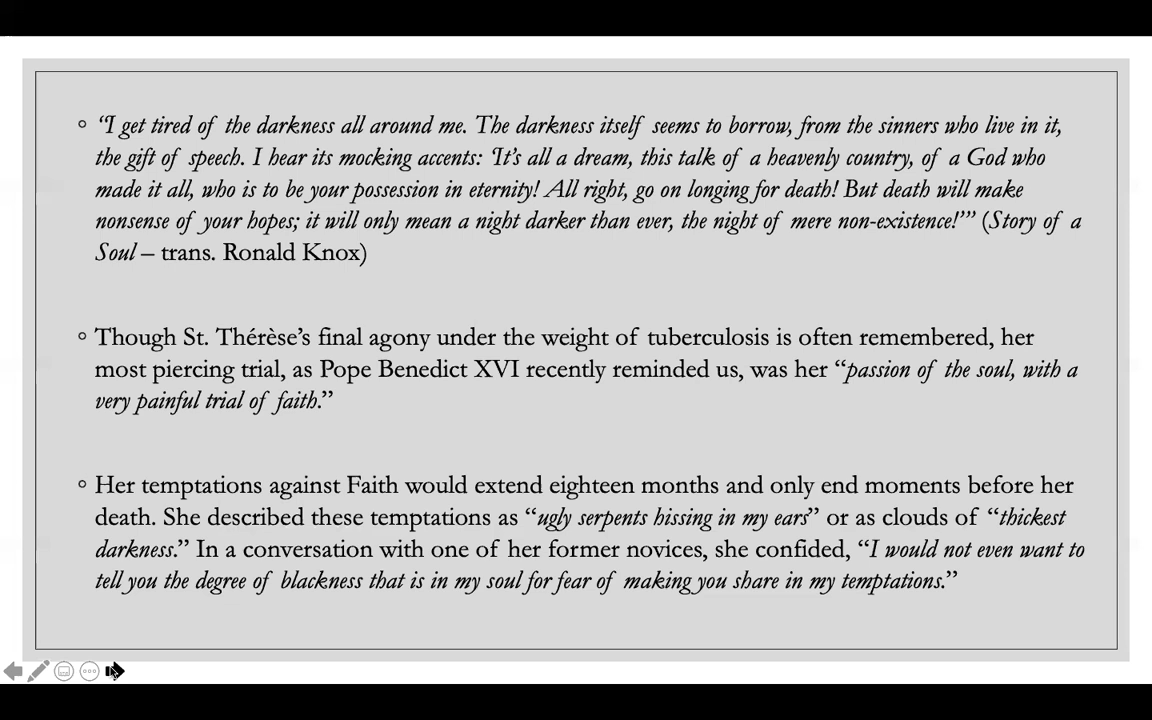 “I get tired of the darkness all around me. The darkness itself seems to borrow, from the sinners who live in it,
the gift of speech. I hear its mocking accents: ‘It’s all a dream, this talk of a heavenly country, of a God who
made it all, who is to be your possession in eternity! All right, go on longing for death! But death will make
nonsense of your hopes; it will only mean a night darker than ever, the night of mere non-existence!’” (Story of a
Soul – trans. Ronald Knox)
Though St. Thérèse’s final agony under the weight of tuberculosis is often remembered, her
most piercing trial, as Pope Benedict XVI recently reminded us, was her “passion of the soul, with a
very painful trial of faith.”
Her temptations against Faith would extend eighteen months and only end moments before her
death. She described these temptations as “ugly serpents hissing in my ears” or as clouds of “thickest
darkness.” In a conversation with one of her former novices, she confided, “I would not even want to
tell you the degree of blackness that is in my soul for fear of making you share in my temptations.”